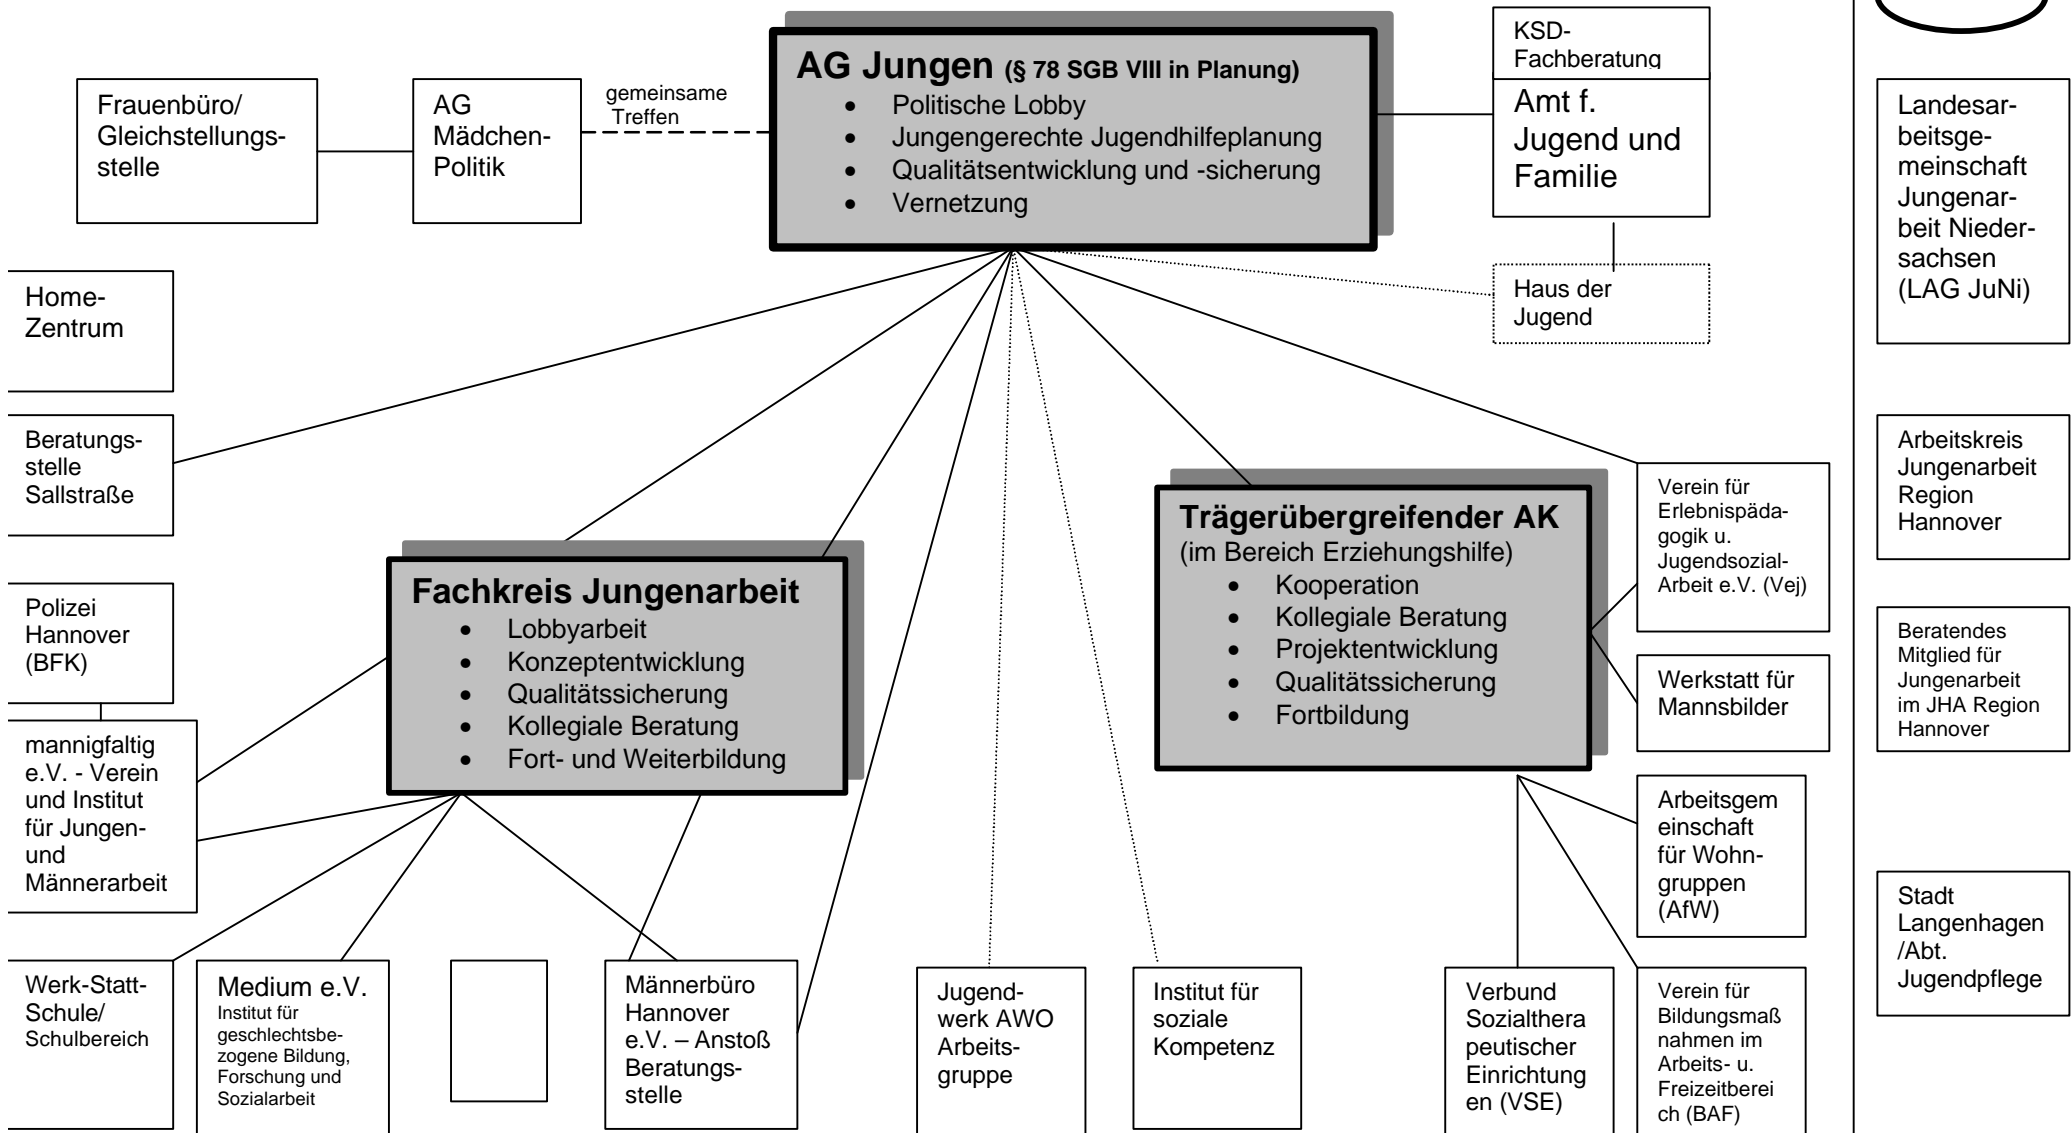 KSD-
Fachberatung
AG Jungen (§ 78 SGB VIII in Planung)
• Politische Lobby
• Jungengerechte Jugendhilfeplanung
• Qualitätsentwicklung und -sicherung
• Vernetzung
Frauenbüro/
Gleichstellungs-
stelle
AG
Mädchen-
Politik
gemeinsame
Treffen
Amt f.
Jugend und
Familie
Landesar-
beitsge-
meinschaft
Jungenar-
beit Nieder-
sachsen
(LAG JuNi)
Home-
Zentrum
Haus der
Jugend
Beratungs-
stelle
Sallstraße
Arbeitskreis
Jungenarbeit
Region
Hannover
Trägerübergreifender AK
(im Bereich Erziehungshilfe)
• Kooperation
• Kollegiale Beratung
• Projektentwicklung
• Qualitätssicherung
• Fortbildung
Verein für
Erlebnispäda-
gogik u.
Jugendsozial-
Arbeit e.V. (Vej)
Fachkreis Jungenarbeit
• Lobbyarbeit
• Konzeptentwicklung
• Qualitätssicherung
• Kollegiale Beratung
• Fort- und Weiterbildung
Polizei
Hannover
(BFK)
Beratendes
Mitglied für
Jungenarbeit
im JHA Region
Hannover
Werkstatt für
Mannsbilder
mannigfaltig
e.V. - Verein
und Institut
für Jungen-
und
Männerarbeit
Arbeitsgem
einschaft
für Wohn-
gruppen
(AfW)
Stadt
Langenhagen
/Abt.
Jugendpflege
Werk-Statt-
Schule/
Schulbereich
Medium e.V.
Institut für
geschlechtsbe-
zogene Bildung,
Forschung und
Sozialarbeit
Männerbüro
Hannover
e.V. – Anstoß
Beratungs-
stelle
Jugend-
werk AWO
Arbeits-
gruppe
Institut für
soziale
Kompetenz
Verbund
Sozialthera
peutischer
Einrichtung
en (VSE)
Verein für
Bildungsmaß
nahmen im
Arbeits- u.
Freizeitberei
ch (BAF)